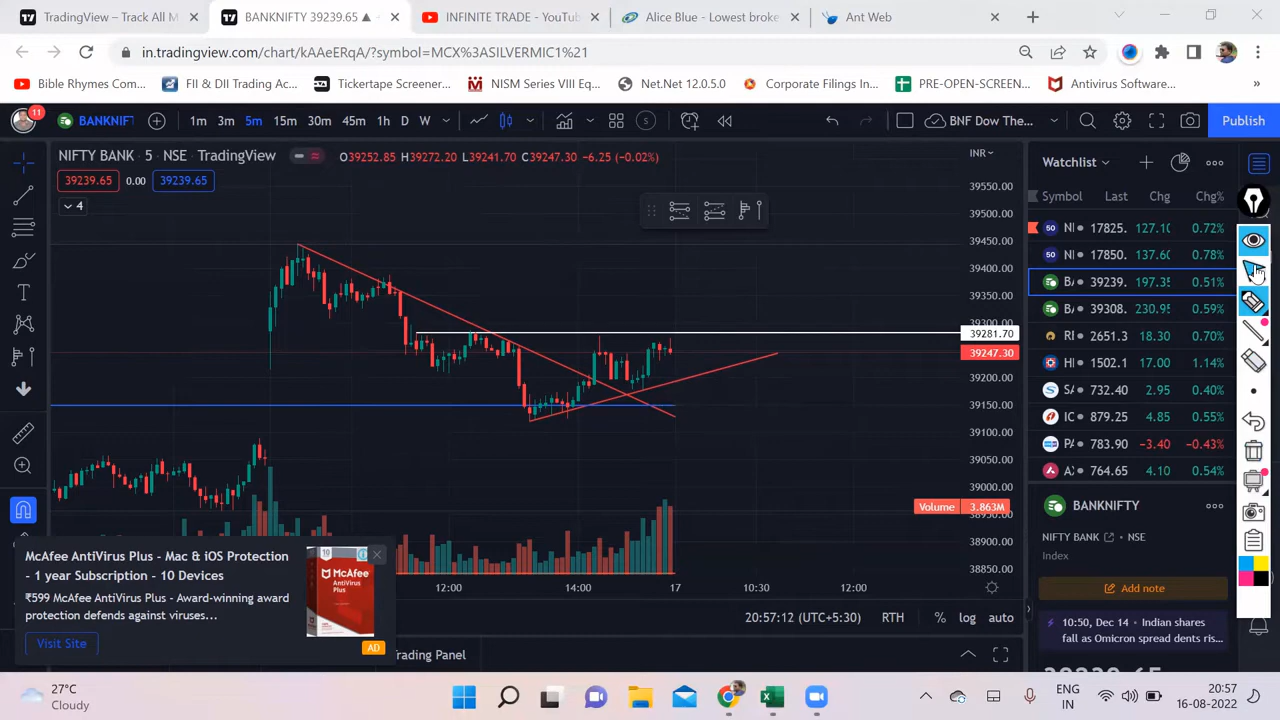 TradingView – Track All M
BANKNIFTY 39239.65 ▲
INFINITE TRADE - YouTub
Alice Blue - Lowest broke
Ant Web
in.tradingview.com/chart/kAAeERqA/?symbol=MCX%3ASILVERMIC1%21
Bible Rhymes Com...
FII & DII Trading Ac...
Tickertape Screener...
NISM Series VIII Eq...
Net.Net 12.0.5.0
Corporate Filings In...
PRE-OPEN-SCREEN...
Antivirus Software...
11
BANKNIF
1m 3m 5m 15m 30m 45m 1h D W
BNF Dow The...
Publish
NIFTY BANK · 5 · NSE · TradingView
O39252.85 H39272.20 L39241.70 C39247.30 -6.25 (-0.02%)
INR
Watchlist
39239.65 0.00 39239.65
4
Symbol Last Chg Chg%
17825. 127.10 0.72%
17850. 137.60 0.78%
39239. 197.35 0.51%
39308. 230.95 0.59%
2651.3 18.30 0.70%
1502.1 17.00 1.14%
732.40 2.95 0.40%
879.25 4.85 0.55%
783.90 -3.40 -0.43%
764.65 4.10 0.54%
39550.00
39500.00
39450.00
39400.00
39350.00
39300.00
39281.70
39247.30
39200.00
39150.00
39100.00
39050.00
39000.00
Volume 3.863M
38900.00
38850.00
BANKNIFTY
NIFTY BANK NSE
Index
Add note
10:50, Dec 14 • Indian shares
fall as Omicron spread dents ris...
12:00 14:00 17 10:30 12:00
20:57:12 (UTC+5:30) RTH % log auto
McAfee AntiVirus Plus - Mac & iOS Protection
- 1 year Subscription - 10 Devices
₹599 McAfee AntiVirus Plus - Award-winning award
protection defends against viruses...
Visit Site
McAfee
AntiVirus
Plus
AD
Trading Panel
27°C
Cloudy
ENG
IN
20:57
16-08-2022